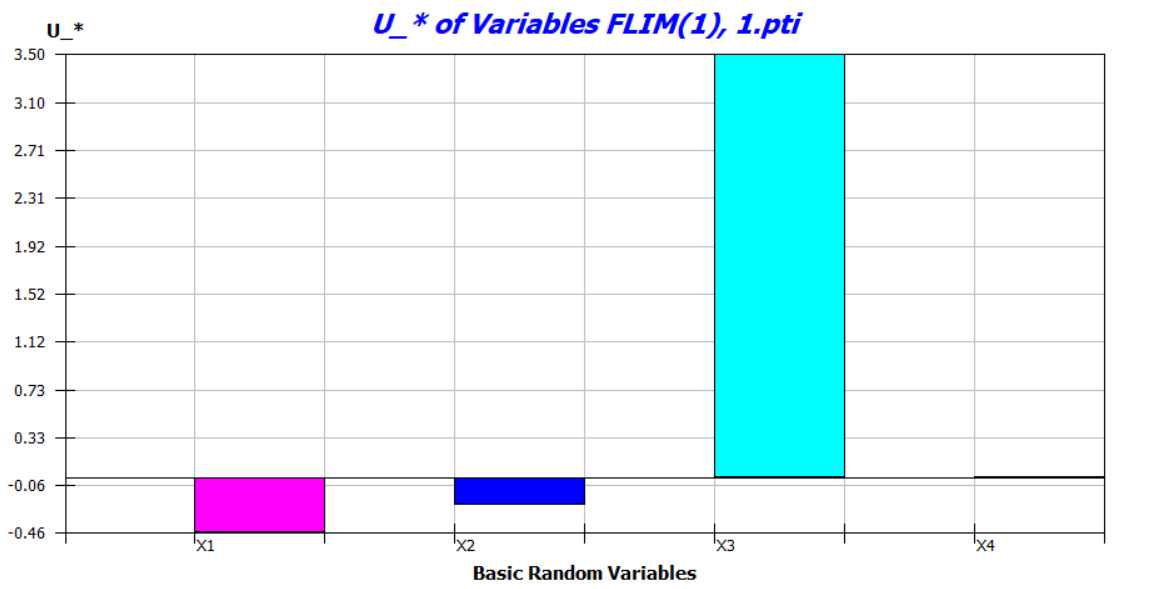 U_* of Variables FLIM(1), 1.pti
U_*
3.50
3.10
2.71
2.31
1.92
1.52
1.12
0.73
0.33
-0.06
-0.46
X1 X2 X3 X4
Basic Random Variables